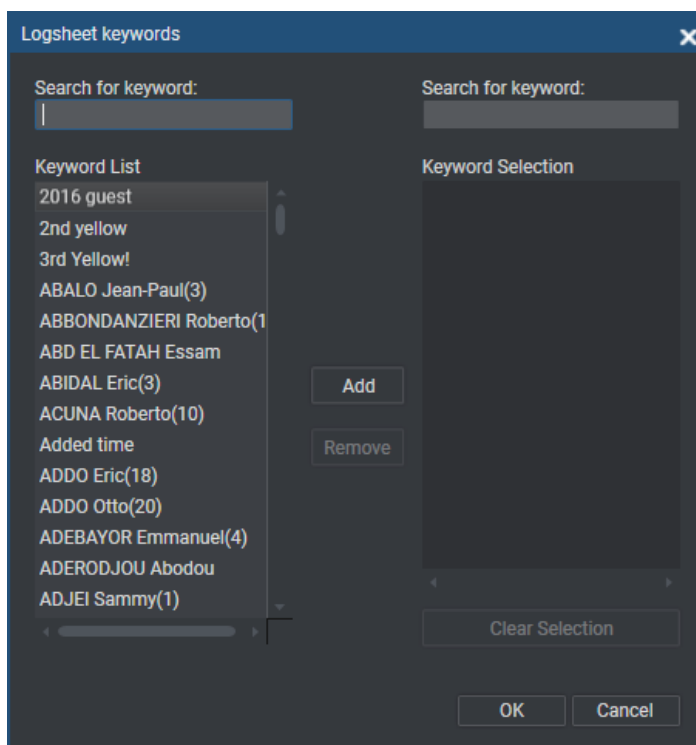 Logsheet keywords
Search for keyword:
Search for keyword:
Keyword List
Keyword Selection
2016 guest
2nd yellow
3rd Yellow!
ABALO Jean-Paul(3)
ABBONDANZIERI Roberto(1
ABD EL FATAH Essam
ABIDAL Eric(3)
ACUNA Roberto(10)
Added time
ADDO Eric(18)
ADDO Otto(20)
ADEBAYOR Emmanuel(4)
ADERODJOU Abodou
ADJEI Sammy(1)
Add
Remove
Clear Selection
OK
Cancel